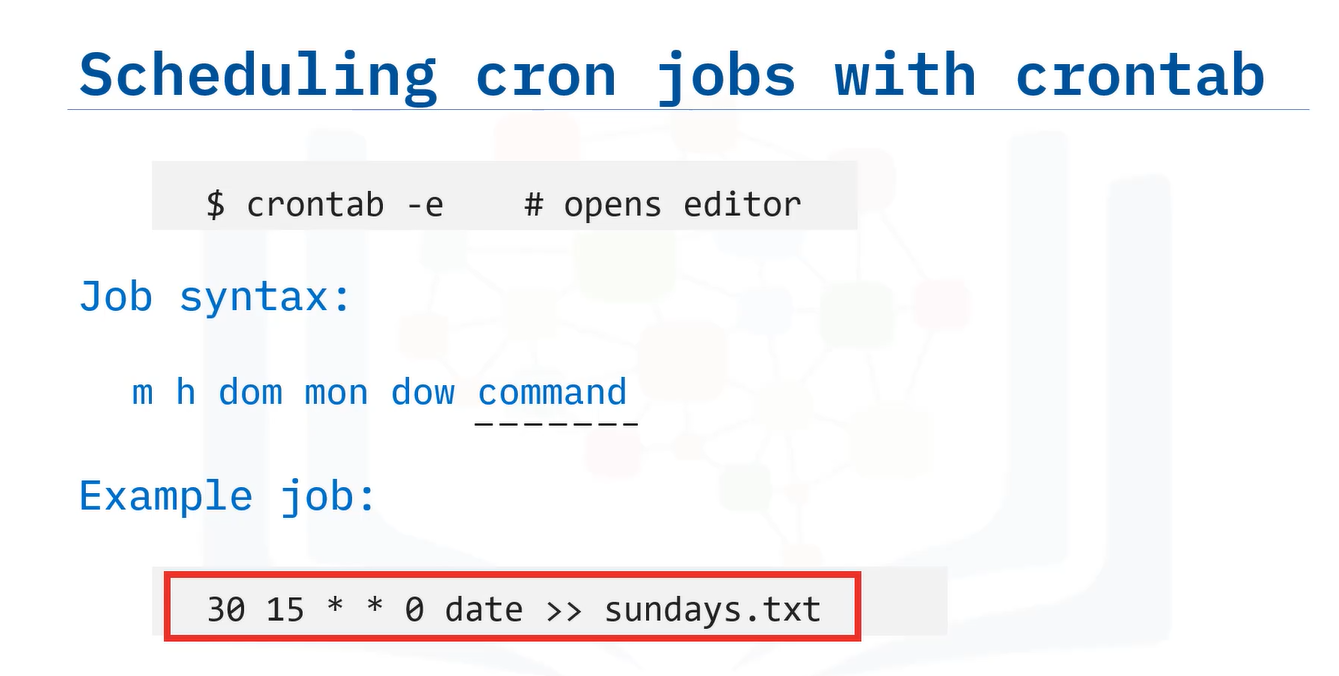 Scheduling cron jobs with crontab
$ crontab -e    # opens editor
Job syntax:
m h dom mon dow command
Example job:
30 15 * * 0 date >> sundays.txt